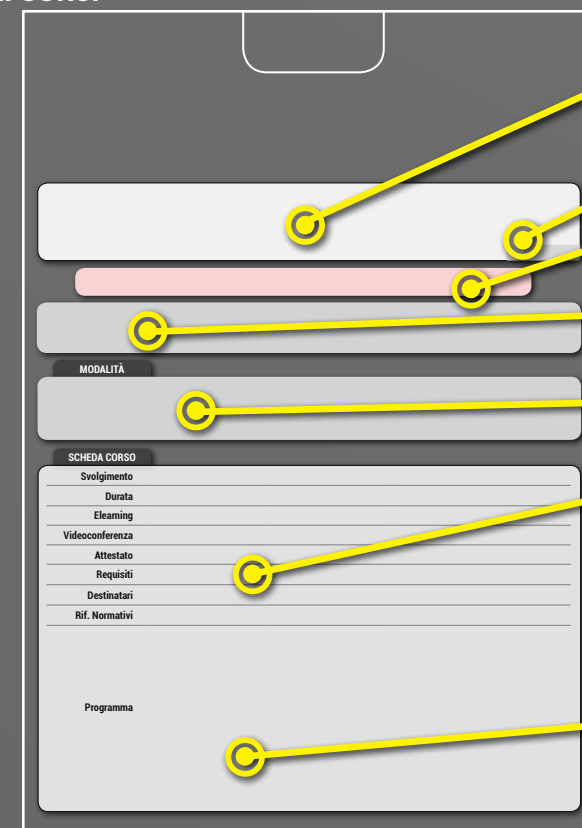 MODALITÀ
SCHEDA CORSO
Svolgimento
Durata
Elearning
Videoconferenza
Attestato
Requisiti
Destinatari
Rif. Normativi
Programma